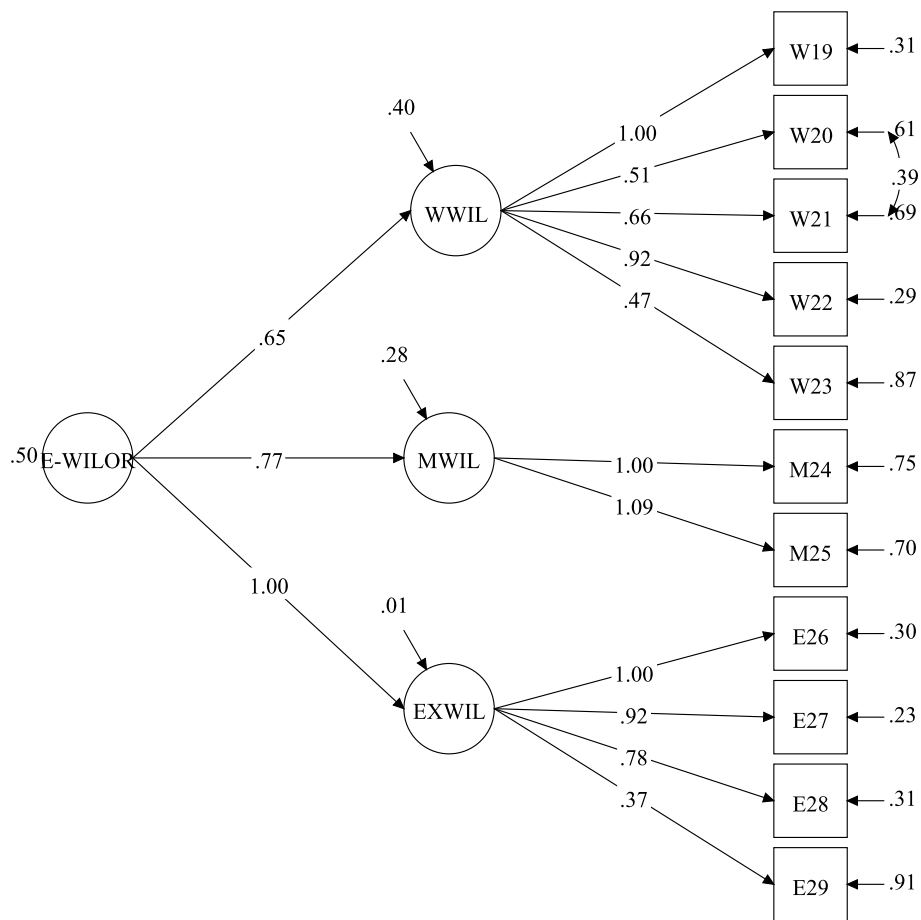 W19
.31
.40
1.00
W20
.61
.51
.39
WWIL
.66
W21
.69
.92
W22
.29
.47
.65
.28
W23
.87
.50
E-WILOR
.77
MWIL
1.00
M24
.75
1.09
M25
.70
1.00
.01
E26
.30
1.00
EXWIL
.92
E27
.23
.78
.37
E28
.31
E29
.91